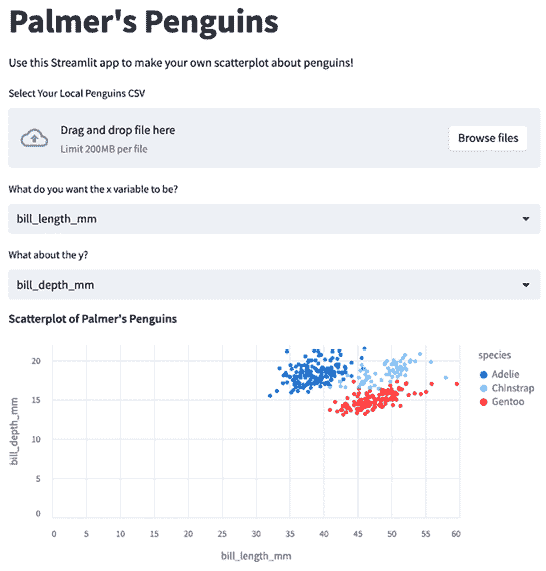 Palmer's Penguins
Use this Streamlit app to make your own scatterplot about penguins!
Select Your Local Penguins CSV
Drag and drop file here
Limit 200MB per file
Browse files
What do you want the x variable to be?
bill_length_mm
What about the y?
bill_depth_mm
Scatterplot of Palmer's Penguins
species
Adelie
Chinstrap
Gentoo
bill_depth_mm
20
15
10
5
0
0 5 10 15 20 25 30 35 40 45 50 55 60
bill_length_mm